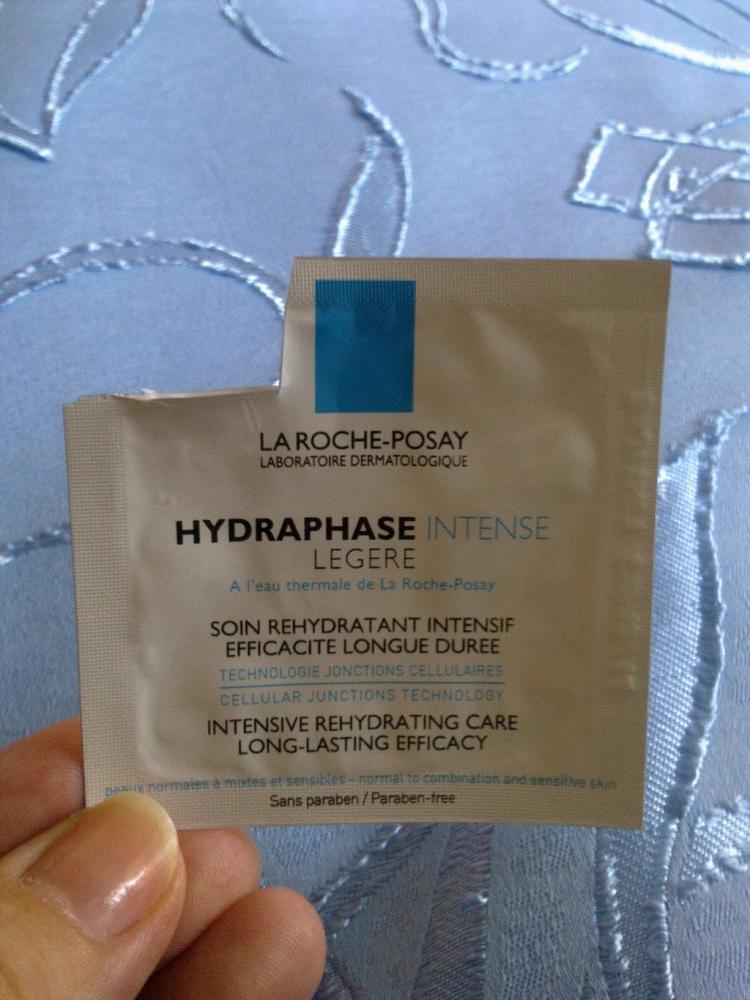 LA ROCHE-POSAY
LABORATOIRE DERMATOLOGIQUE
HYDRAPHASE INTENSE
LEGERE
A l'eau thermale de La Roche-Posay
SOIN REHYDRATANT INTENSIF
EFFICACITE LONGUE DUREE
TECHNOLOGIE JONCTIONS CELLULAIRES
CELLULAR JUNCTIONS TECHNOLOGY
INTENSIVE REHYDRATING CARE
LONG-LASTING EFFICACY
peaux normales à mixtes et sensibles - normal to combination and sensitive skin
Sans paraben / Paraben-free